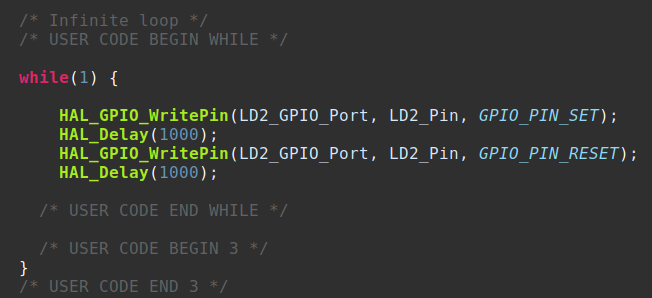 /* Infinite loop */
/* USER CODE BEGIN WHILE */
while(1) {
HAL_GPIO_WritePin(LD2_GPIO_Port, LD2_Pin, GPIO_PIN_SET);
HAL_Delay(1000);
HAL_GPIO_WritePin(LD2_GPIO_Port, LD2_Pin, GPIO_PIN_RESET);
HAL_Delay(1000);
/* USER CODE END WHILE */
/* USER CODE BEGIN 3 */
}
/* USER CODE END 3 */